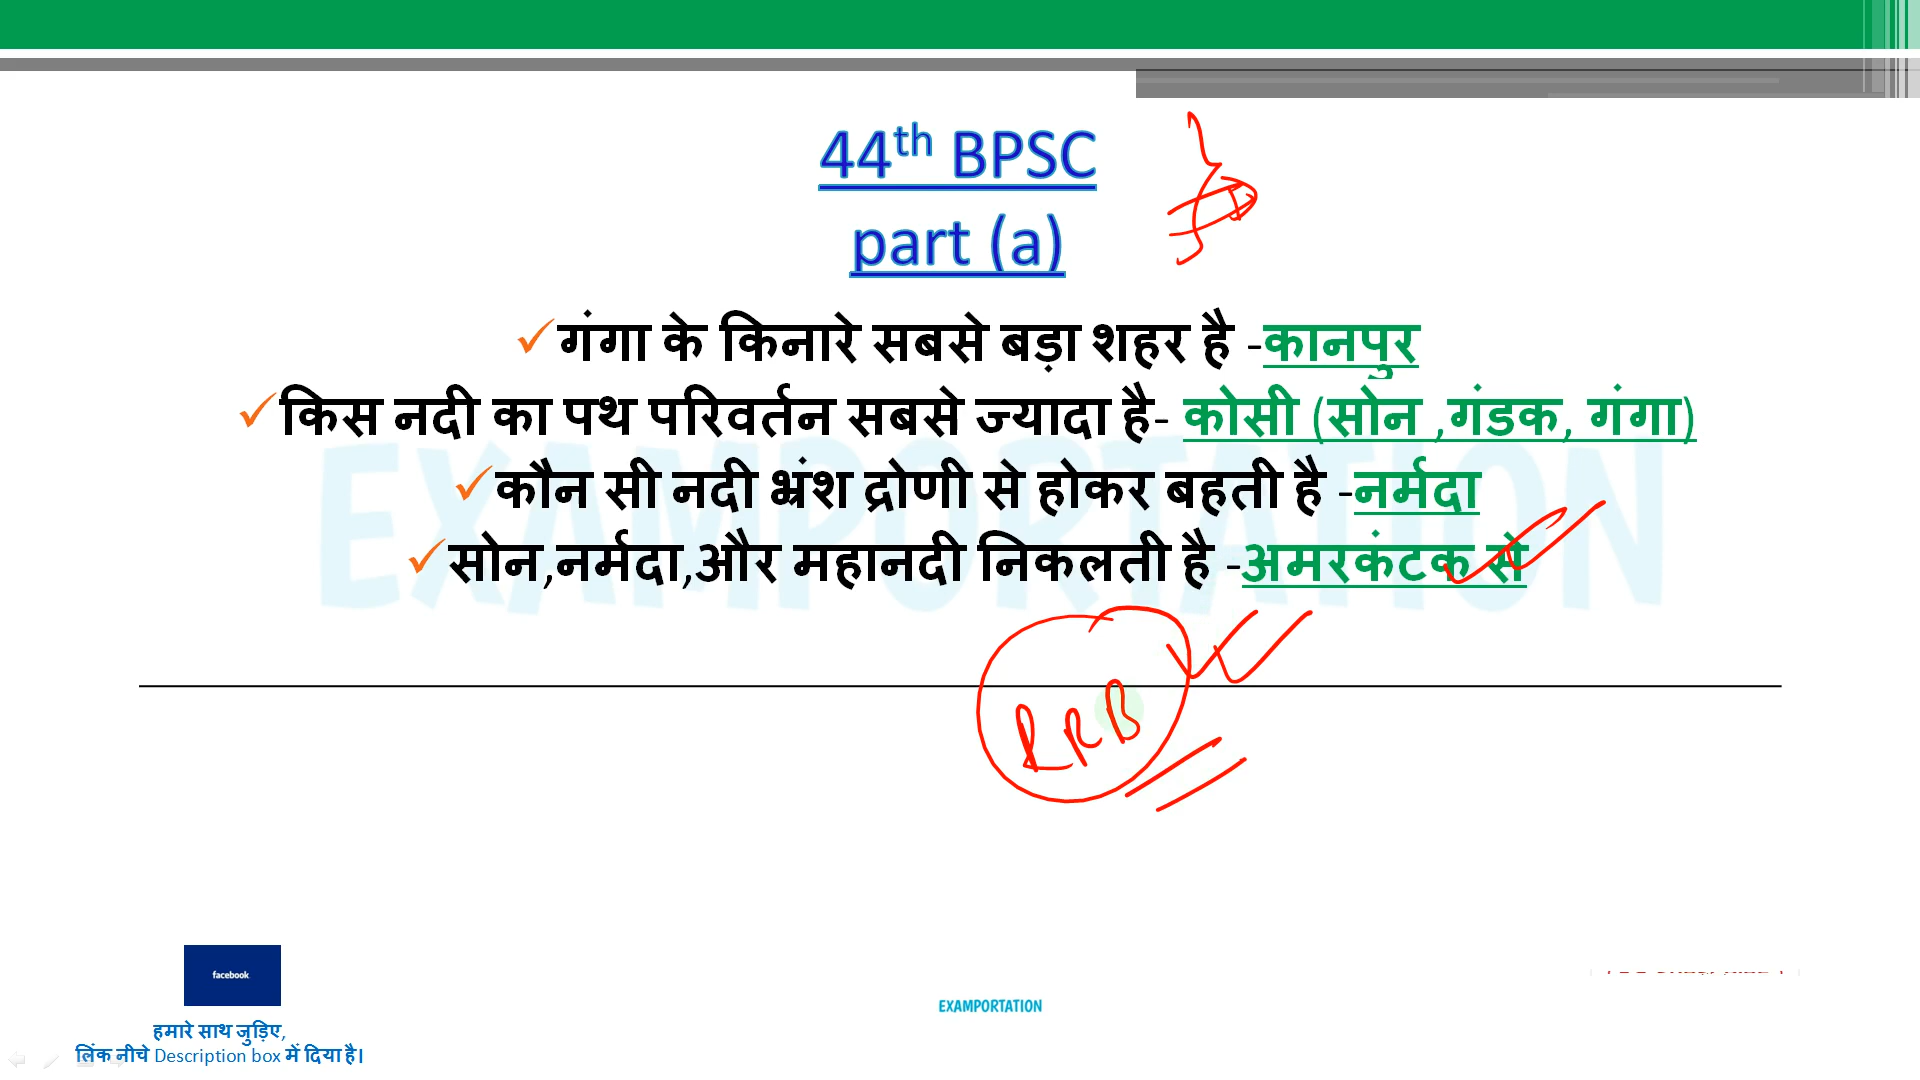 44th BPSC
part (a)
✓गंगा के किनारे सबसे बड़ा शहर है -कानपुर
✓किस नदी का पथ परिवर्तन सबसे ज्यादा है- कोसी (सोन ,गंडक, गंगा)
✓कौन सी नदी भ्रंश द्रोणी से होकर बहती है -नर्मदा
✓सोन,नर्मदा,और महानदी निकलती है -अमरकंटक से
EXAMPORTATION
RRB
facebook
EXAMPORTATION
हमारे साथ जुड़िए,
लिंक नीचे Description box में दिया है।